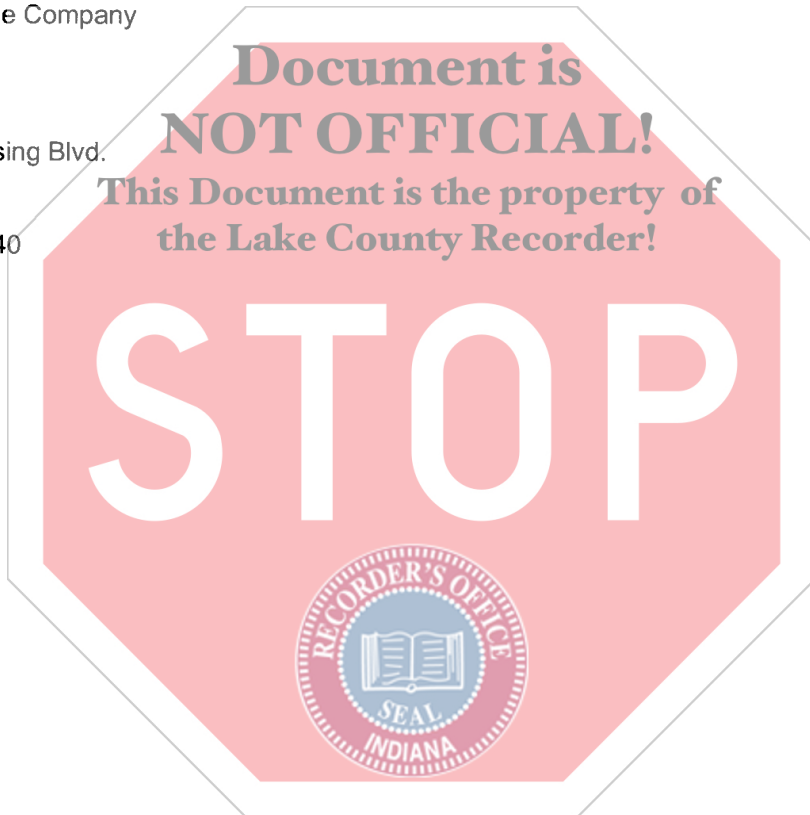 e Company
Document is
NOT OFFICIAL!
sing Blvd.
This Document is the property of
40
the Lake County Recorder!
STOP
RECORDER'S OFFICE
SEAL
INDIANA